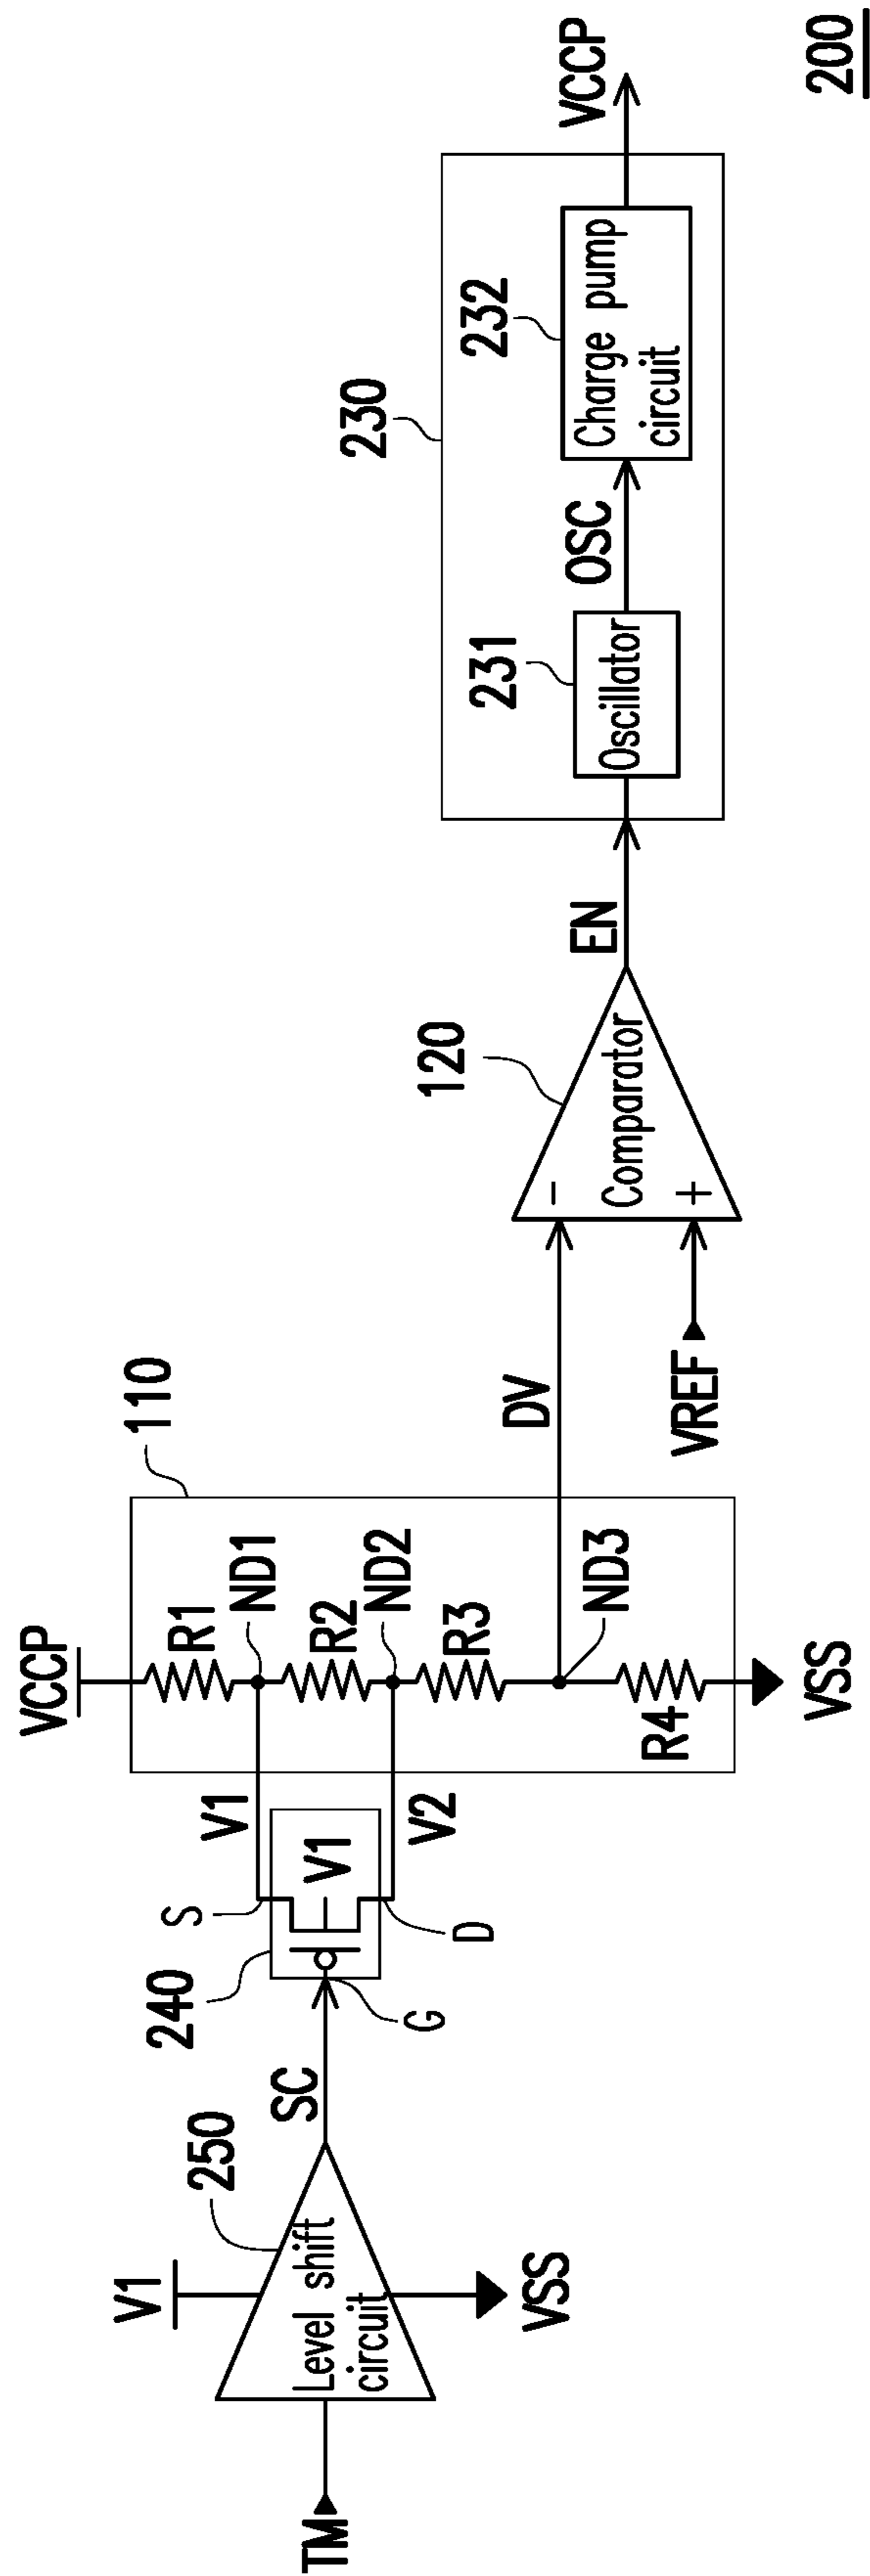 200
VCCP
230
232
Charge pump
circuit
OSC
231
Oscillator
EN
120
Comparator
-
+
DV
VREF
110
VCCP
R1
ND1
R2
ND2
R3
ND3
R4
VSS
V1
V2
V1
S
D
G
240
SC
250
V1
Level shift
circuit
VSS
TM